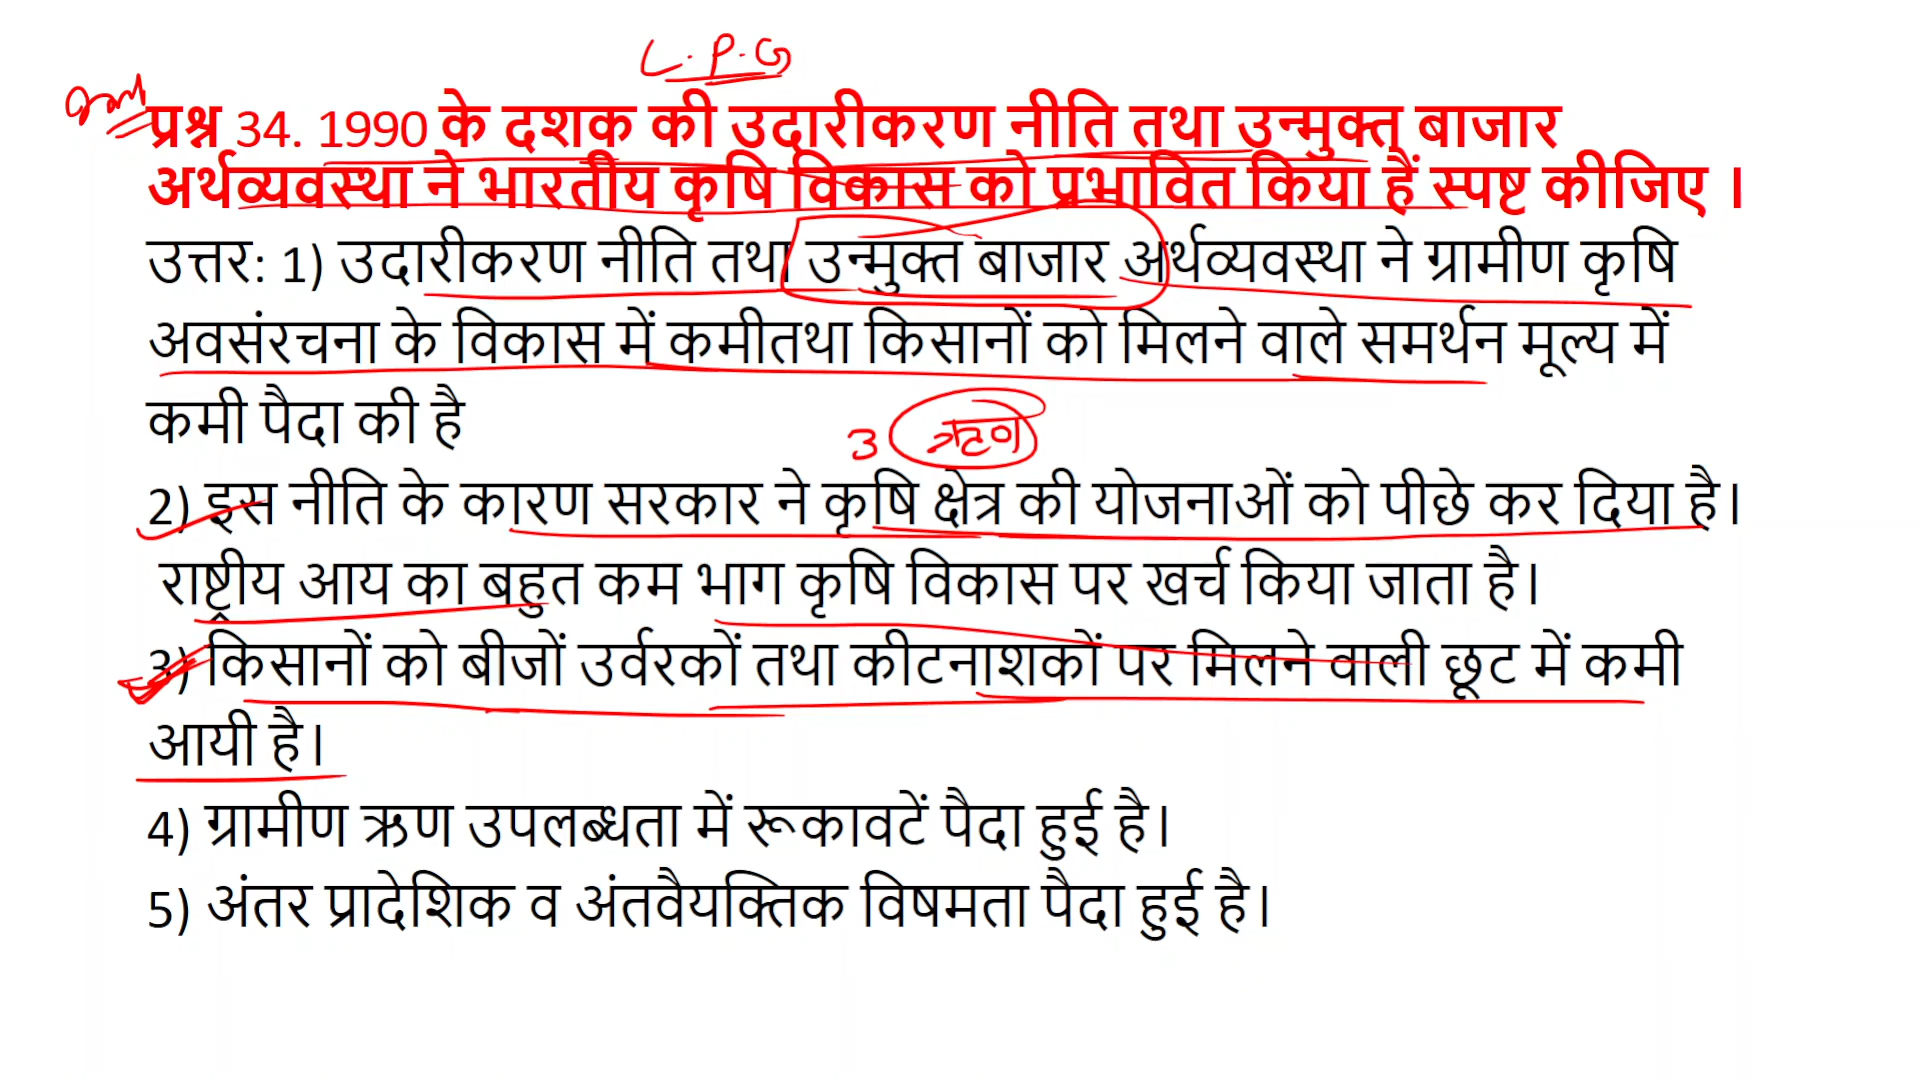 L.P.G
प्रश्न 34. 1990 के दशक की उदारीकरण नीति तथा उन्मुक्त बाजार
अर्थव्यवस्था ने भारतीय कृषि विकास को प्रभावित किया हैं स्पष्ट कीजिए ।
उत्तर: 1) उदारीकरण नीति तथा उन्मुक्त बाजार अर्थव्यवस्था ने ग्रामीण कृषि
अवसंरचना के विकास में कमीतथा किसानों को मिलने वाले समर्थन मूल्य में
कमी पैदा की है
3 ऋण
2) इस नीति के कारण सरकार ने कृषि क्षेत्र की योजनाओं को पीछे कर दिया है।
राष्ट्रीय आय का बहुत कम भाग कृषि विकास पर खर्च किया जाता है।
3) किसानों को बीजों उर्वरकों तथा कीटनाशकों पर मिलने वाली छूट में कमी
आयी है।
4) ग्रामीण ऋण उपलब्धता में रूकावटें पैदा हुई है।
5) अंतर प्रादेशिक व अंतवैयक्तिक विषमता पैदा हुई है।